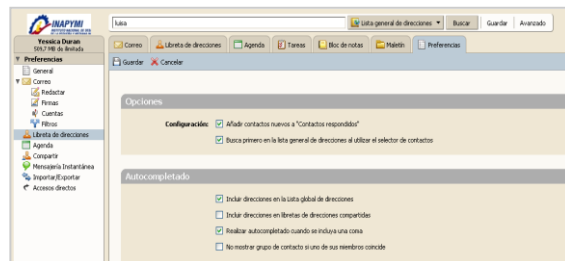 INAPYMI
luisa
Lista general de direcciones
Buscar
Guardar
Avanzado
Yessica Duran
509,7 MB de ilimitada
Correo
Libreta de direcciones
Agenda
Tareas
Bloc de notas
Maletín
Preferencias
Guardar
Cancelar
Preferencias
General
Correo
Redactar
Firmas
Cuentas
Filtros
Libreta de direcciones
Agenda
Compartir
Mensajería Instantánea
Importar/Exportar
Accesos directos
Opciones
Configuración:
Añadir contactos nuevos a "Contactos respondidos"
Busca primero en la lista general de direcciones al utilizar el selector de contactos
Autocompletado
Incluir direcciones en la Lista global de direcciones
Incluir direcciones en libretas de direcciones compartidas
Realizar autocompletado cuando se incluya una coma
No mostrar grupo de contacto si uno de sus miembros coincide